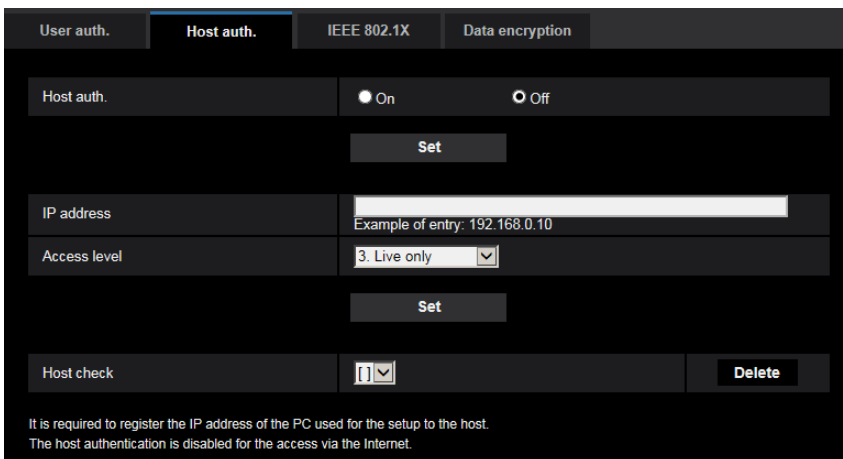 User auth. Host auth. IEEE 802.1X Data encryption
Host auth. On Off
Set
IP address
Example of entry: 192.168.0.10
Access level 3. Live only
Set
Host check [ ] Delete
It is required to register the IP address of the PC used for the setup to the host.
The host authentication is disabled for the access via the Internet.